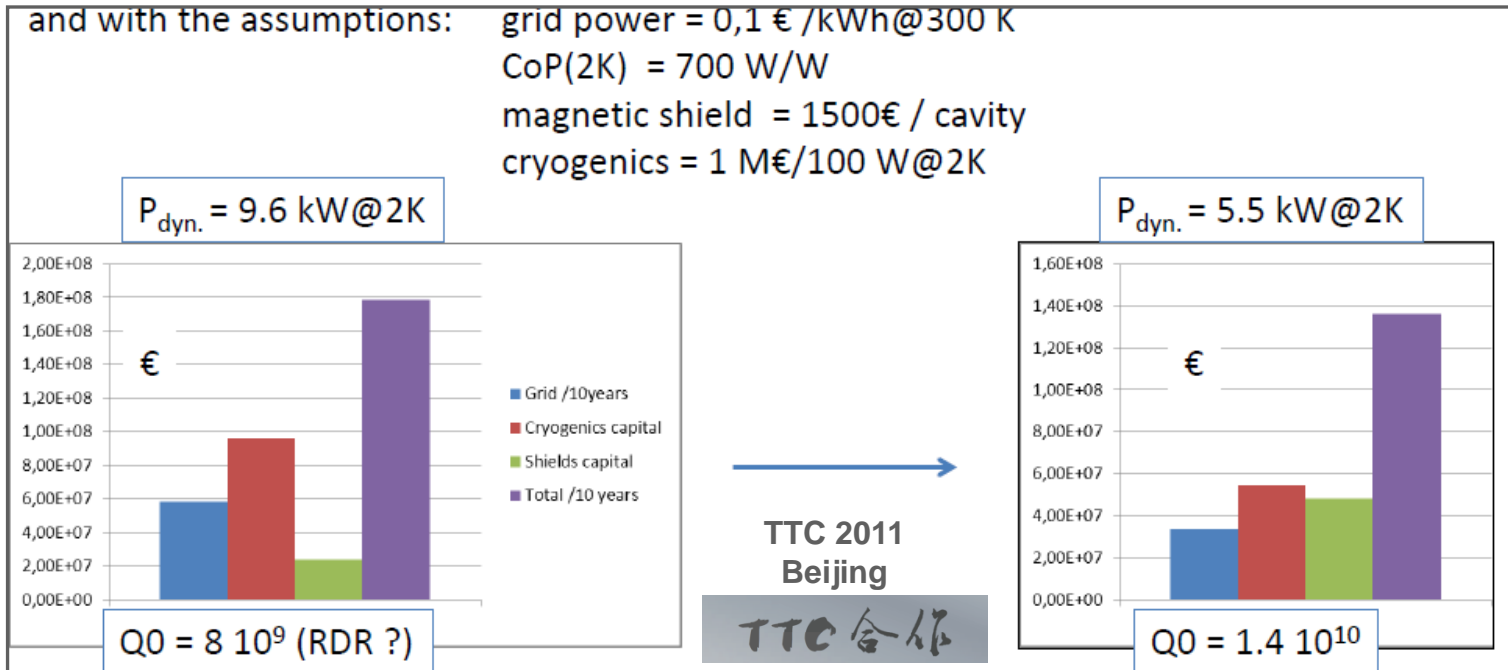 and with the assumptions: grid power = 0,1 € /kWh@300 K
CoP(2K) = 700 W/W
magnetic shield = 1500€ / cavity
cryogenics = 1 M€/100 W@2K
P_dyn. = 9.6 kW@2K
2,00E+08
1,80E+08
1,60E+08
1,40E+08
1,20E+08
1,00E+08
8,00E+07
6,00E+07
4,00E+07
2,00E+07
0,00E+00
€
Grid /10years
Cryogenics capital
Shields capital
Total /10 years
Q0 = 8 10⁹ (RDR ?)
TTC 2011
Beijing
TTC 合作
P_dyn. = 5.5 kW@2K
1,60E+08
1,40E+08
1,20E+08
1,00E+08
8,00E+07
6,00E+07
4,00E+07
2,00E+07
0,00E+00
€
Q0 = 1.4 10¹⁰